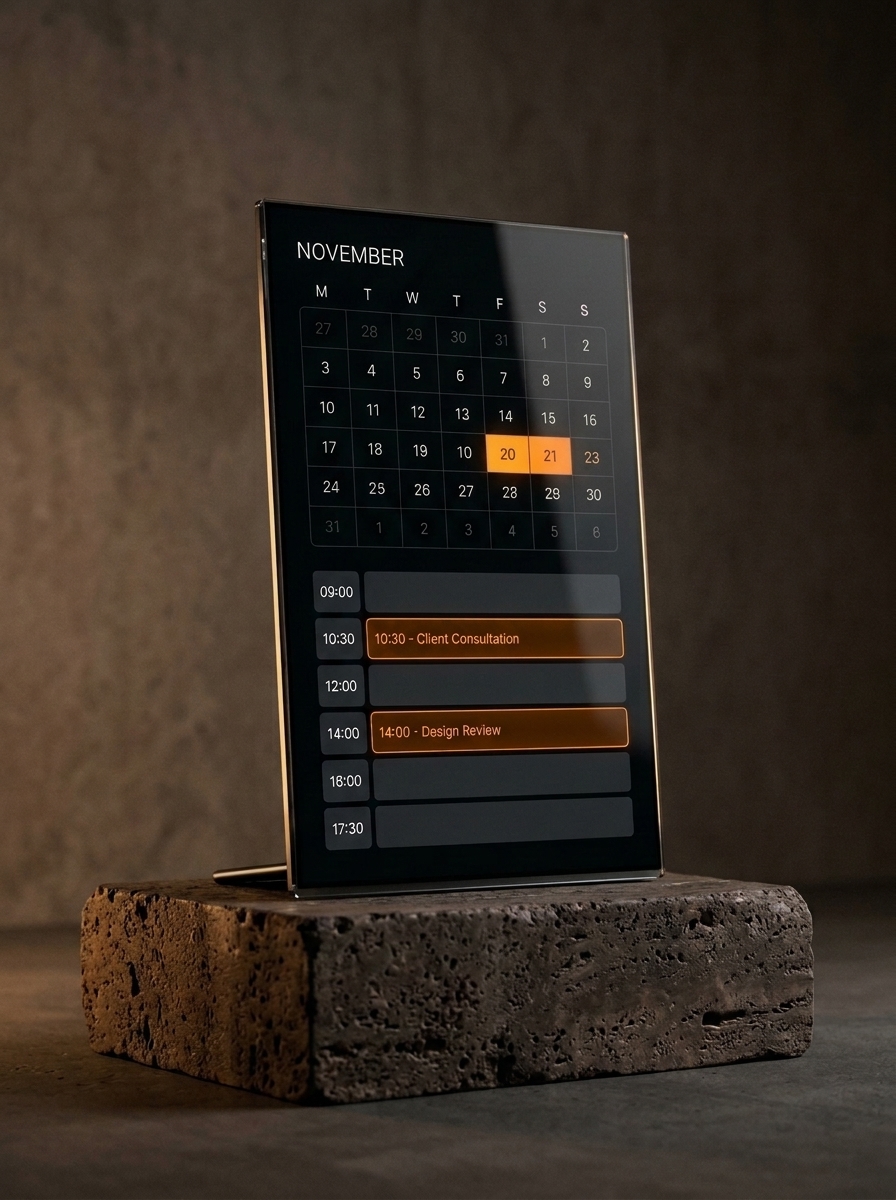 NOVEMBER
M T W T F S S
27 28 29 30 31 1 2
3 4 5 6 7 8 9
10 11 12 13 14 15 16
17 18 19 10 20 21 23
24 25 26 27 28 28 30
31 1 2 3 4 5 6
09:00
10:30 10:30 - Client Consultation
12:00
14:00 14:00 - Design Review
16:00
17:30